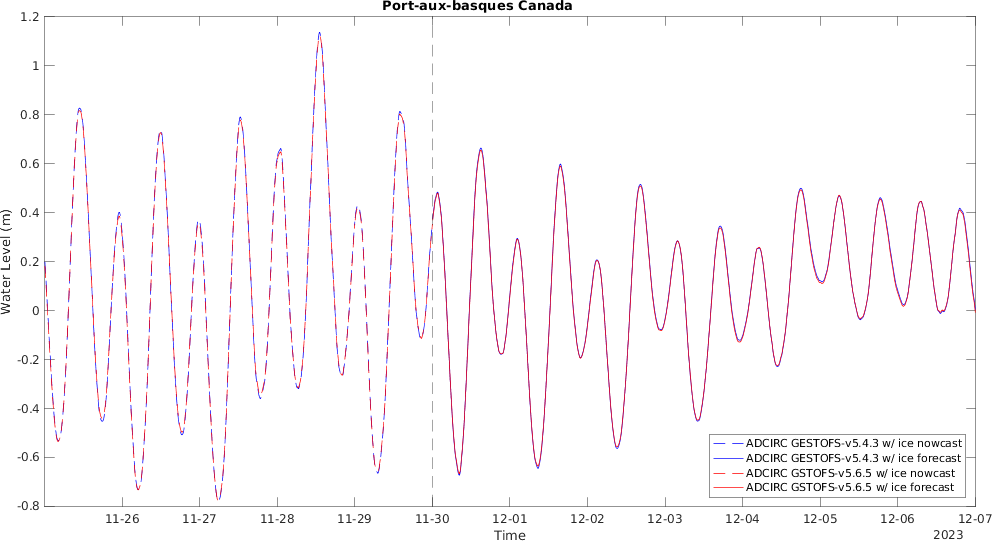 Port-aux-basques Canada
1.2
1
0.8
0.6
0.4
0.2
0
-0.2
-0.4
-0.6
-0.8
Water Level (m)
ADCIRC GESTOFS-v5.4.3 w/ ice nowcast
ADCIRC GESTOFS-v5.4.3 w/ ice forecast
ADCIRC GSTOFS-v5.6.5 w/ ice nowcast
ADCIRC GSTOFS-v5.6.5 w/ ice forecast
11-26 11-27 11-28 11-29 11-30 12-01 12-02 12-03 12-04 12-05 12-06 12-07
Time
2023